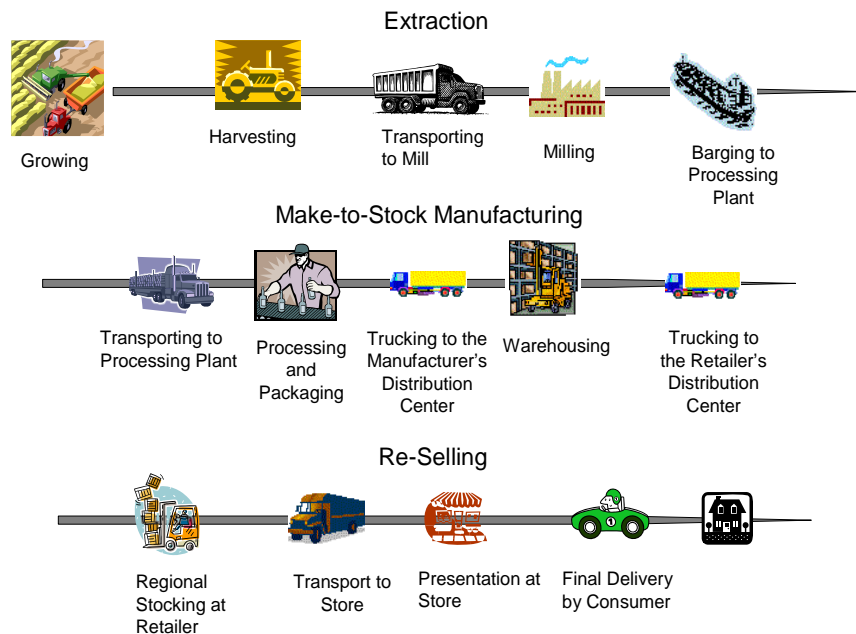 Extraction
Growing
Harvesting
Transporting
to Mill
Milling
Barging to
Processing
Plant
Make-to-Stock Manufacturing
Transporting to
Processing Plant
Processing
and
Packaging
Trucking to the
Manufacturer's
Distribution
Center
Warehousing
Trucking to
the Retailer's
Distribution
Center
Re-Selling
Regional
Stocking at
Retailer
Transport to
Store
Presentation at
Store
1
Final Delivery
by Consumer